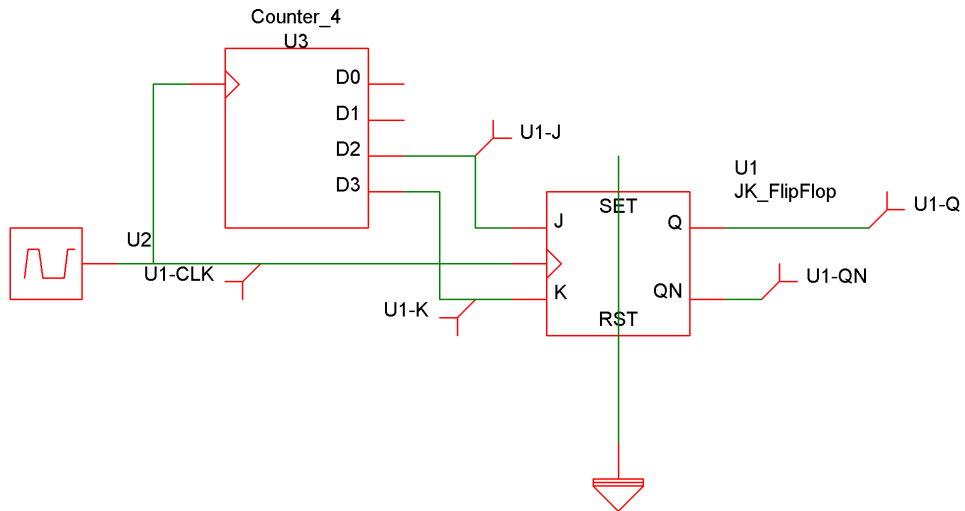 Counter_4
U3
D0
D1
D2
D3
U1-J
U1
JK_FlipFlop
SET
J
Q
U1-Q
U2
U1-CLK
U1-K
K
QN
U1-QN
RST